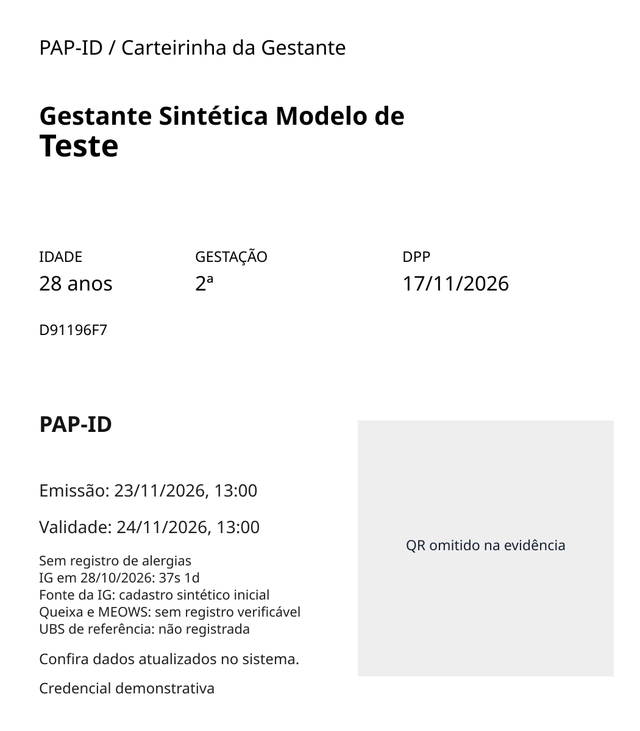 PAP-ID / Carteirinha da Gestante
Gestante Sintética Modelo de
Teste
IDADE GESTAÇÃO DPP
28 anos 2ª 17/11/2026
D91196F7
PAP-ID
Emissão: 23/11/2026, 13:00
Validade: 24/11/2026, 13:00
Sem registro de alergias
IG em 28/10/2026: 37s 1d
Fonte da IG: cadastro sintético inicial
Queixa e MEOWS: sem registro verificável
UBS de referência: não registrada
Confira dados atualizados no sistema.
Credencial demonstrativa
QR omitido na evidência